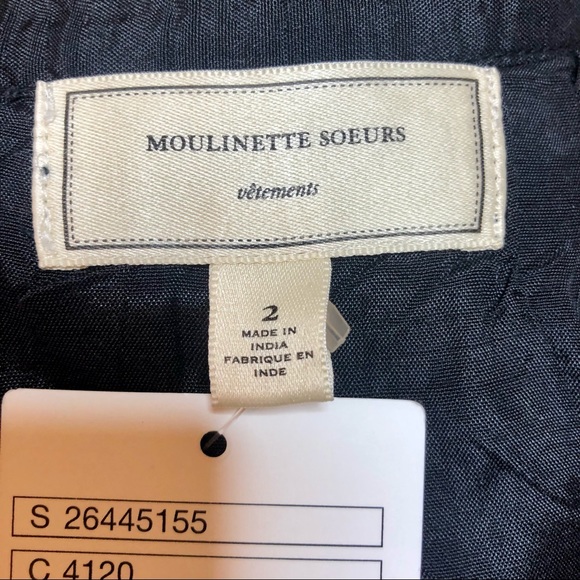 MOULINETTE SOEURS
vêtements
2
MADE IN
INDIA
FABRIQUE EN
INDE
S 26445155
C 4120